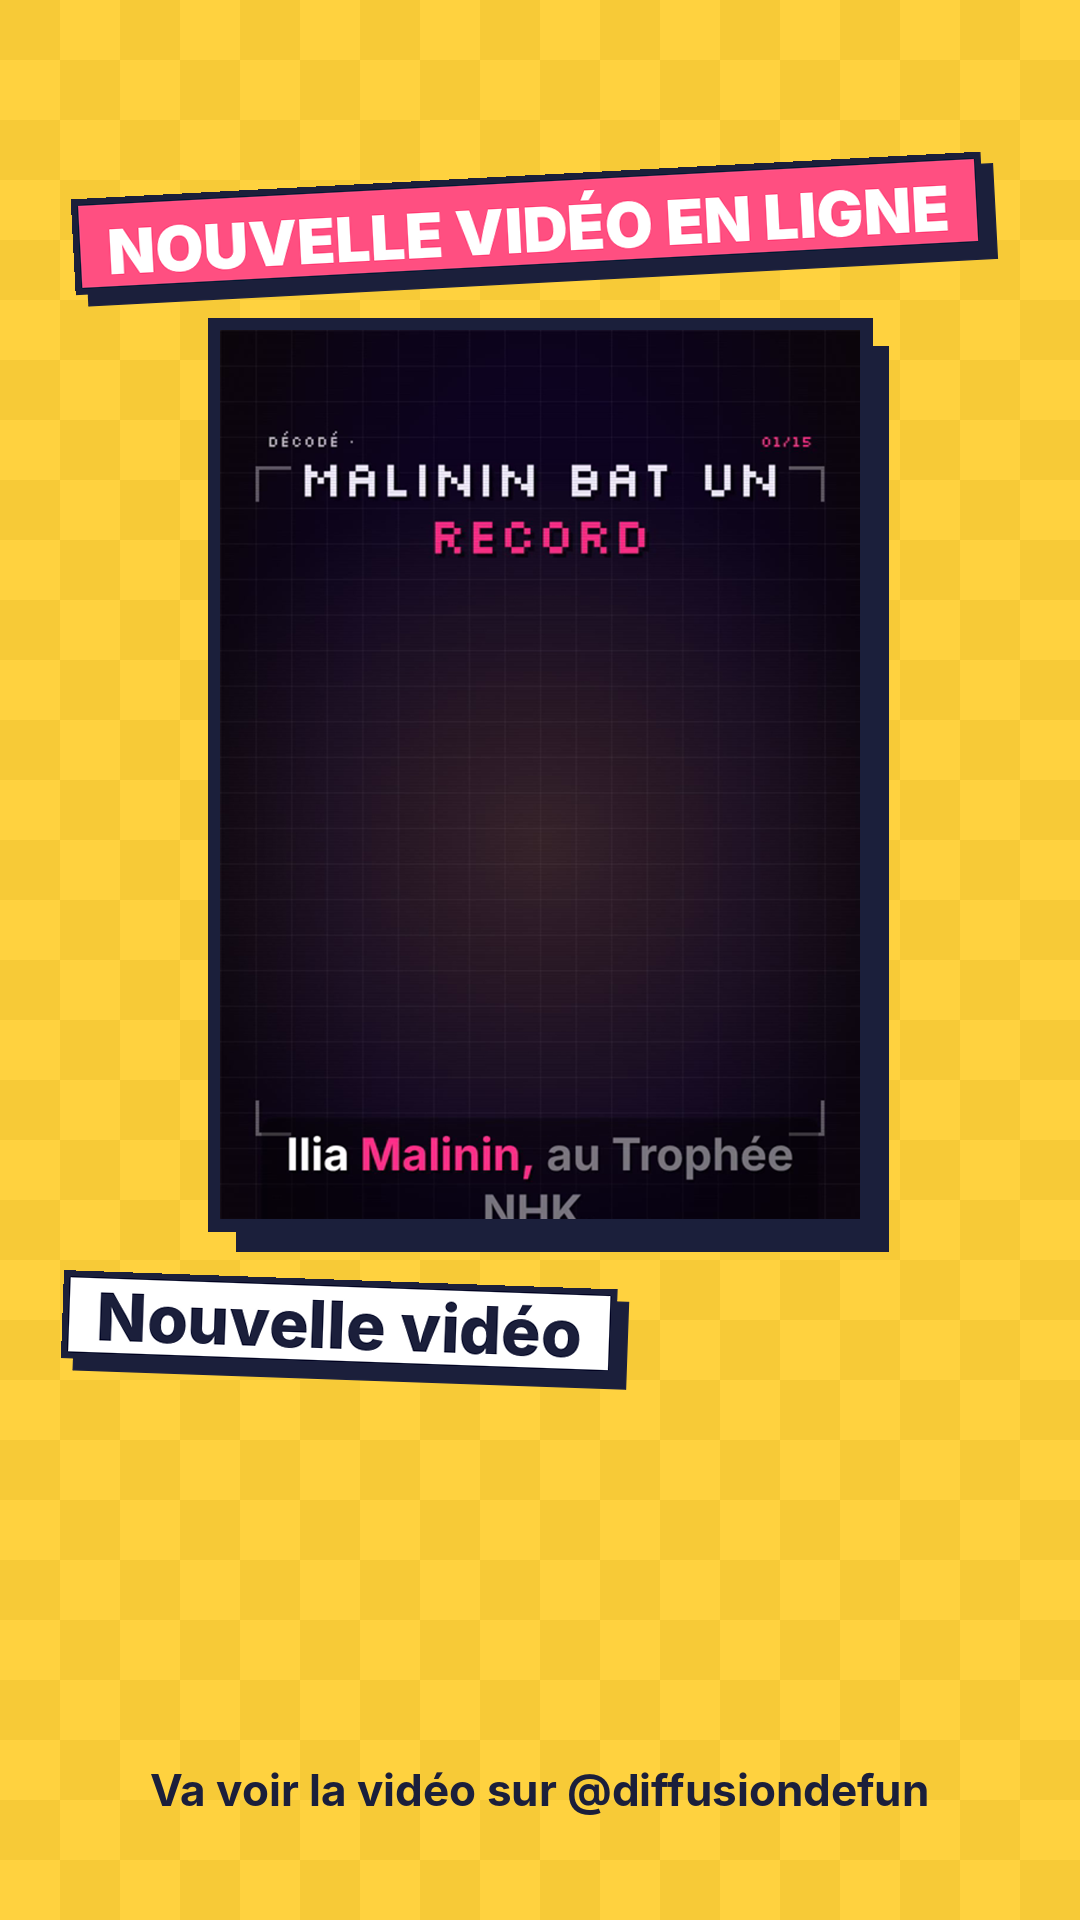 NOUVELLE VIDÉO EN LIGNE
DÉCODÉ ·
01/15
MALININ BAT UN
RECORD
Ilia Malinin, au Trophée
NHK
Nouvelle vidéo
Va voir la vidéo sur @diffusiondefun